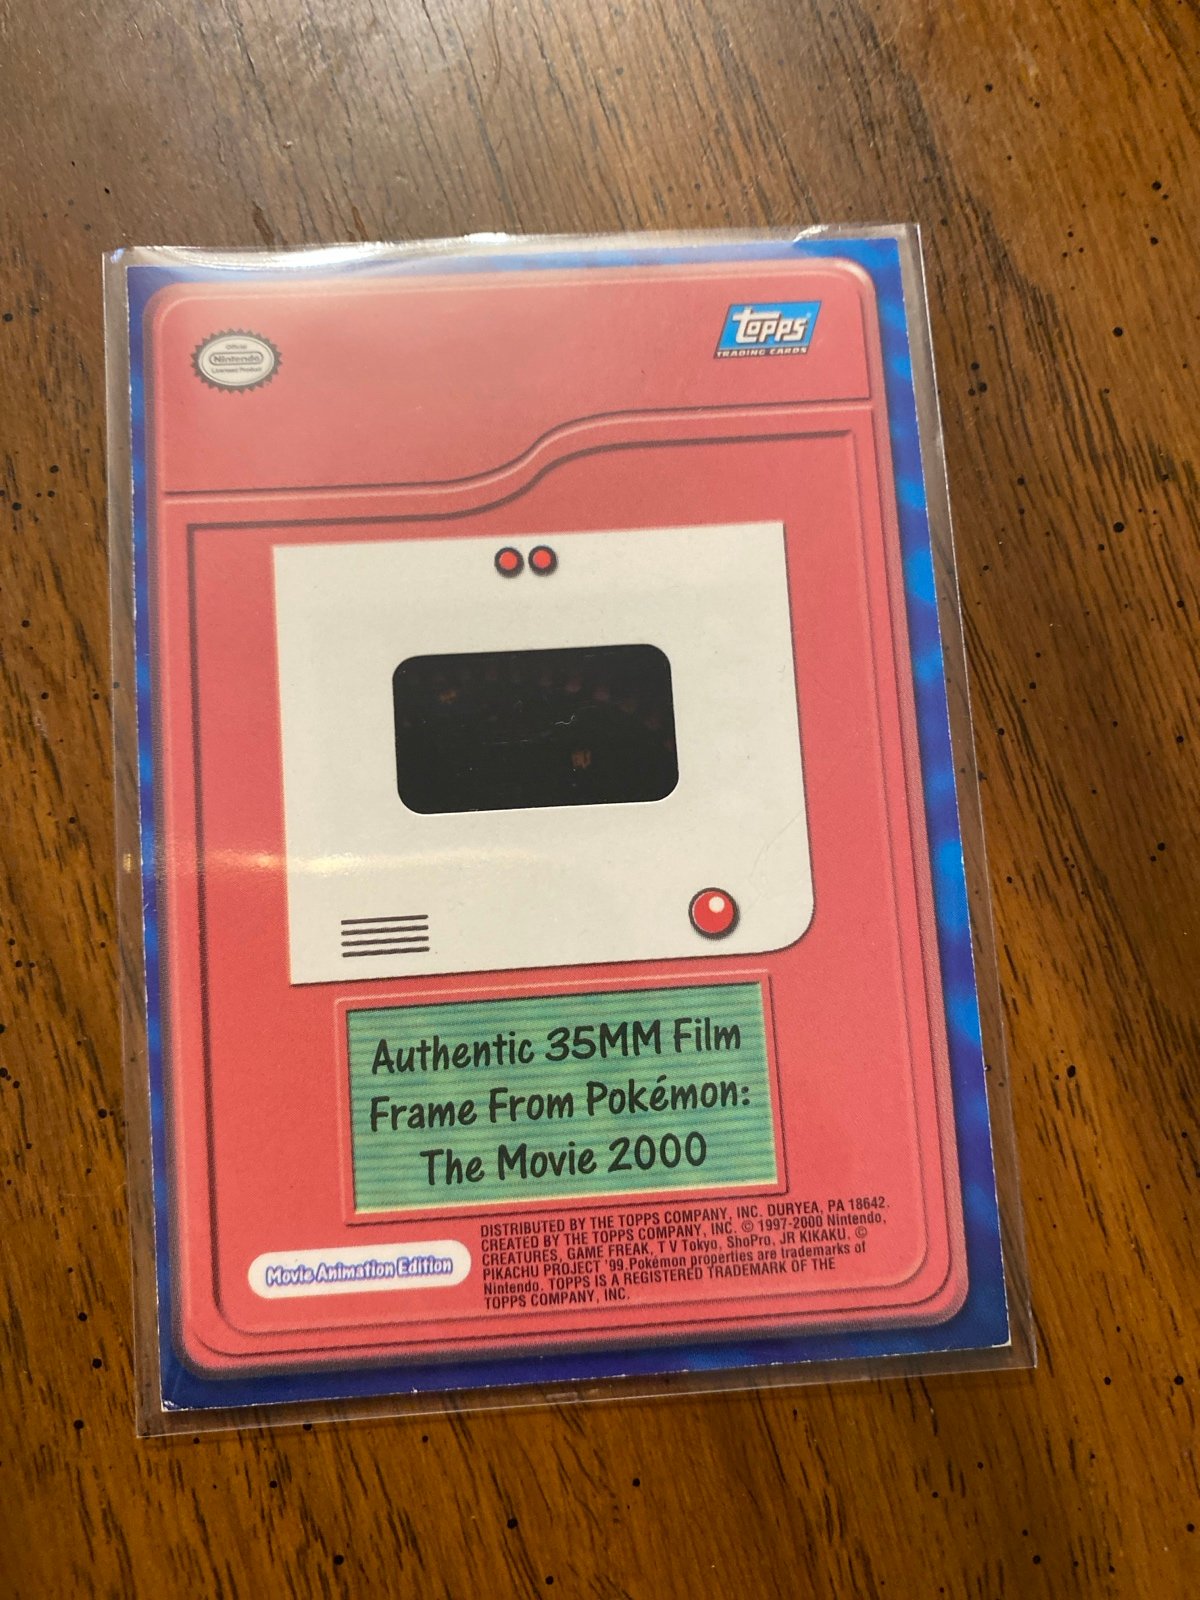 Official
Nintendo
Licensed Product
Topps
TRADING CARDS
Authentic 35MM Film
Frame From Pokémon:
The Movie 2000
Movie Animation Edition
DISTRIBUTED BY THE TOPPS COMPANY, INC. DURYEA, PA 18642.
CREATED BY THE TOPPS COMPANY, INC. © 1997-2000 Nintendo,
CREATURES, GAME FREAK, T V Tokyo, ShoPro, JR KIKAKU. ©
PIKACHU PROJECT '99.Pokémon properties are trademarks of
Nintendo. TOPPS IS A REGISTERED TRADEMARK OF THE
TOPPS COMPANY, INC.